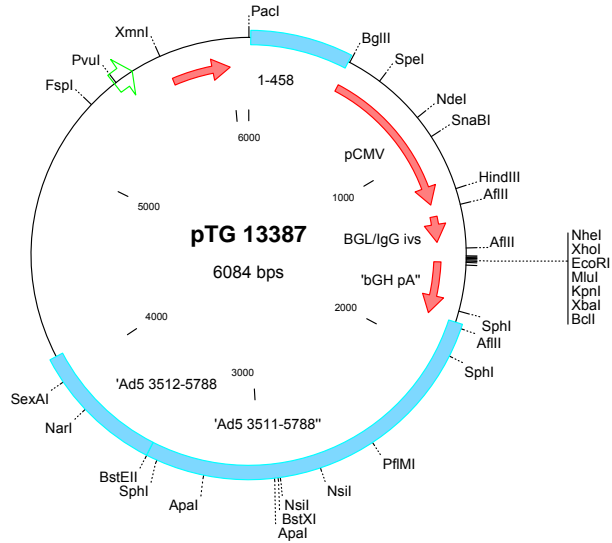 PacI
XmnI
BglII
PvuI
SpeI
FspI
1-458
NdeI
6000
SnaBI
pCMV
HindIII
1000
AflII
5000
pTG 13387
BGL/IgG ivs
AflII
NheI
XhoI
EcoRI
MluI
KpnI
XbaI
BclI
6084 bps
'bGH pA''
2000
SphI
4000
AflII
SphI
3000
'Ad5 3512-5788
SexAI
'Ad5 3511-5788''
NarI
PflMI
BstEII
SphI
NsiI
ApaI
NsiI
BstXI
ApaI